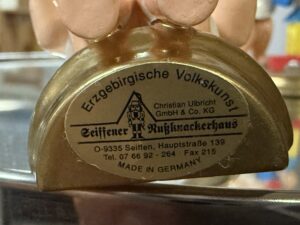 Erzgebirgische Volkskunst
Christian Ulbricht
GmbH & Co. KG
Seiffener Nußknackerhaus
O-9335 Seiffen, Hauptstraße 139
Tel. 07 66 92 - 264 Fax 215
MADE IN GERMANY